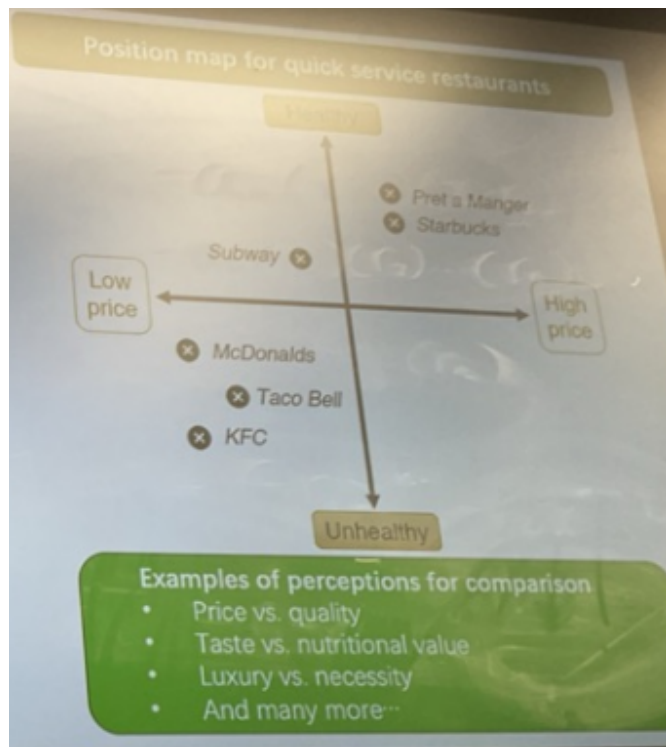 Position map for quick service restaurants
Healthy
Pret a Manger
Starbucks
Subway
Low
price
High
price
McDonalds
Taco Bell
KFC
Unhealthy
Examples of perceptions for comparison
• Price vs. quality
• Taste vs. nutritional value
• Luxury vs. necessity
• And many more…